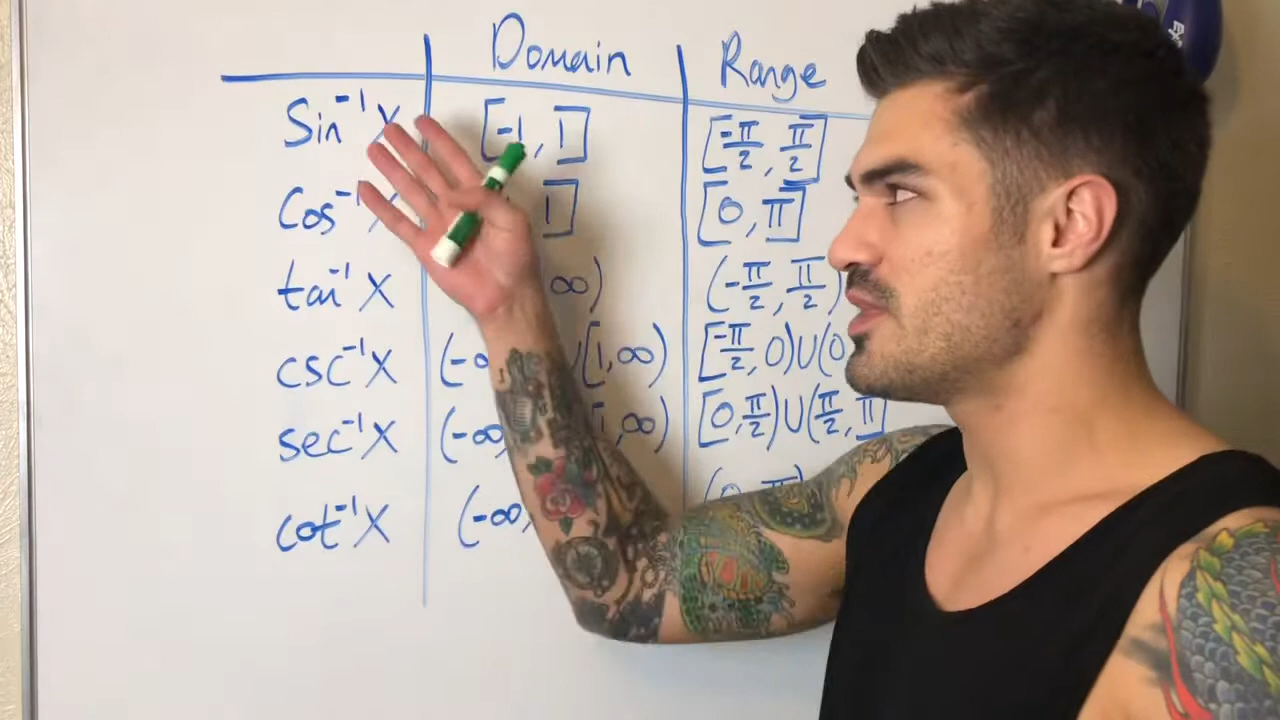 Domain Range
Sin⁻¹X [-1, 1] [-π/2, π/2]
Cos⁻¹X 1] [0, π]
tan⁻¹X ∞) (-π/2, π/2)
csc⁻¹X (-∞ U[1, ∞) [-π/2, 0)U(0
sec⁻¹X (-∞ 1, ∞) [0, π/2)U(π/2, π]
cot⁻¹X (-∞, (0, π)